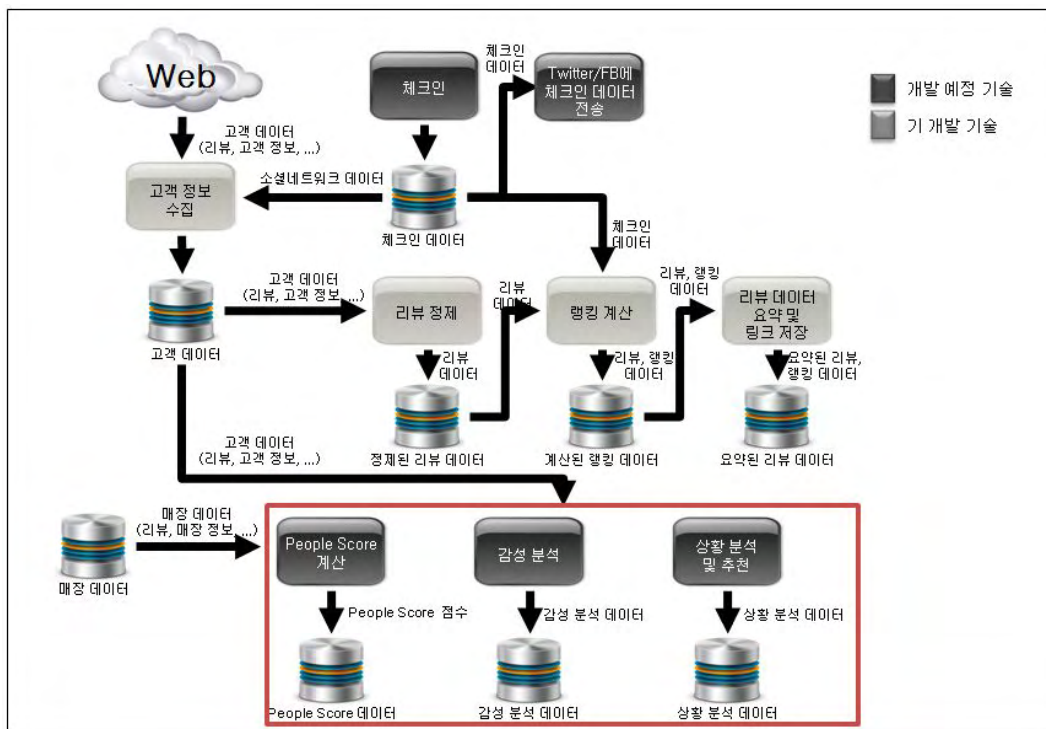 Web
체크인
체크인
데이터
Twitter/FB에
체크인 데이터
전송
개발 예정 기술
기 개발 기술
고객 데이터
(리뷰, 고객 정보, ...)
고객 정보
수집
소셜네트워크 데이터
체크인 데이터
체크인
데이터
고객 데이터
고객 데이터
(리뷰, 고객 정보, ...)
리뷰 정제
리뷰
데이터
랭킹 계산
리뷰, 랭킹
데이터
리뷰 데이터
요약 및
링크 저장
리뷰
데이터
리뷰, 랭킹
데이터
요약된 리뷰,
랭킹 데이터
정제된 리뷰 데이터
계산된 랭킹 데이터
요약된 리뷰 데이터
고객 데이터
(리뷰, 고객 정보, ...)
매장 데이터
(리뷰, 매장 정보, ...)
매장 데이터
People Score
계산
감성 분석
상황 분석
및 추천
People Score 점수
감성 분석 데이터
상황 분석 데이터
People Score 데이터
감성 분석 데이터
상황 분석 데이터